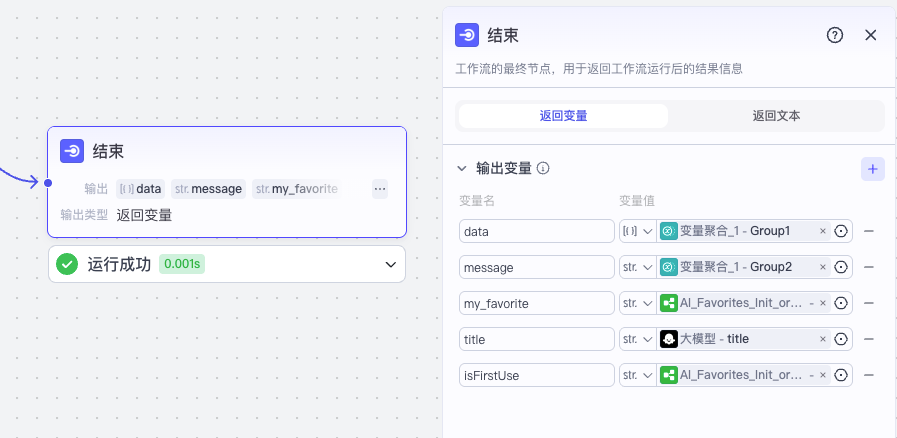 结束
输出 [()] data str. message str. my_favorite ···
输出类型 返回变量
运行成功 0.001s
结束
工作流的最终节点，用于返回工作流运行后的结果信息
返回变量 返回文本
输出变量
变量名 变量值
data [()] 变量聚合_1 - Group1
message str. 变量聚合_1 - Group2
my_favorite str. AI_Favorites_Init_or... -
title str. 大模型 - title
isFirstUse str. AI_Favorites_Init_or... -